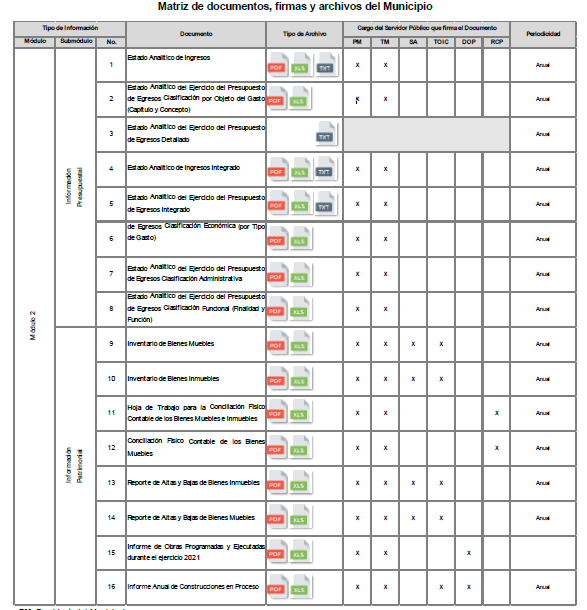 Matriz de documentos, firmas y archivos del Municipio
Tipo de Información Documento Tipo de Archivo Cargo del Servidor Público que firma el Documento Periodicidad
Módulo Submódulo No. PM TM SA TOIC DOP RCP
Módulo 2
Información
Presupuestal
1 Estado Analítico de Ingresos PDF XLS TXT x x Anual
2 Estado Analítico del Ejercicio del Presupuesto
de Egresos Clasificación por Objeto del Gasto
(Capítulo y Concepto) PDF XLS x x Anual
3 Estado Analítico del Ejercicio del Presupuesto
de Egresos Detallado TXT Anual
4 Estado Analítico de Ingresos Integrado PDF XLS TXT x x Anual
5 Estado Analítico del Ejercicio del Presupuesto
de Egresos Integrado PDF XLS TXT x x Anual
6 de Egresos Clasificación Económica (por Tipo
de Gasto) PDF XLS x x Anual
7 Estado Analítico del Ejercicio del Presupuesto
de Egresos Clasificación Administrativa PDF XLS x x Anual
8 Estado Analítico del Ejercicio del Presupuesto
de Egresos Clasificación Funcional (Finalidad y
Función) PDF XLS x x Anual
Información
Patrimonial
9 Inventario de Bienes Muebles PDF XLS x x x x Anual
10 Inventario de Bienes Inmuebles PDF XLS x x x x Anual
11 Hoja de Trabajo para la Conciliación Físico
Contable de los Bienes Muebles e Inmuebles PDF XLS x x x Anual
12 Conciliación Físico Contable de los Bienes
Muebles PDF XLS x x x Anual
13 Reporte de Altas y Bajas de Bienes Inmuebles PDF XLS x x x x Anual
14 Reporte de Altas y Bajas de Bienes Muebles PDF XLS x x x x Anual
15 Informe de Obras Programadas y Ejecutadas
durante el ejercicio 2021 PDF XLS x x x Anual
16 Informe Anual de Construcciones en Proceso PDF XLS x x x x Anual